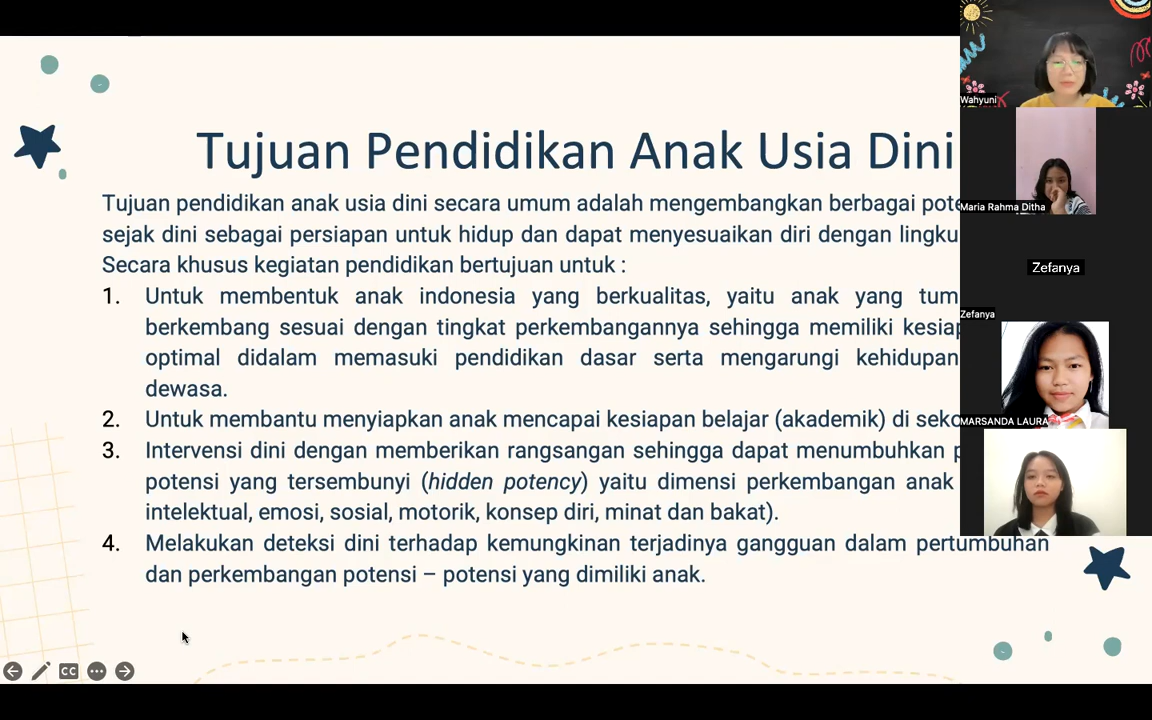 Tujuan Pendidikan Anak Usia Dini
Tujuan pendidikan anak usia dini secara umum adalah mengembangkan berbagai
sejak dini sebagai persiapan untuk hidup dan dapat menyesuaikan diri dengan
Secara khusus kegiatan pendidikan bertujuan untuk :
1. Untuk membentuk anak indonesia yang berkualitas, yaitu anak yang
berkembang sesuai dengan tingkat perkembangannya sehingga memiliki
optimal didalam memasuki pendidikan dasar serta mengarungi kehidupan
dewasa.
2. Untuk membantu menyiapkan anak mencapai kesiapan belajar (akademik) di
3. Intervensi dini dengan memberikan rangsangan sehingga dapat menumbuhkan
potensi yang tersembunyi (hidden potency) yaitu dimensi perkembangan anak
intelektual, emosi, sosial, motorik, konsep diri, minat dan bakat).
4. Melakukan deteksi dini terhadap kemungkinan terjadinya gangguan dalam pertumbuhan
dan perkembangan potensi – potensi yang dimiliki anak.
CC
Wahyuni
Maria Rahma Ditha
Zefanya
Zefanya
MARSANDA LAURA